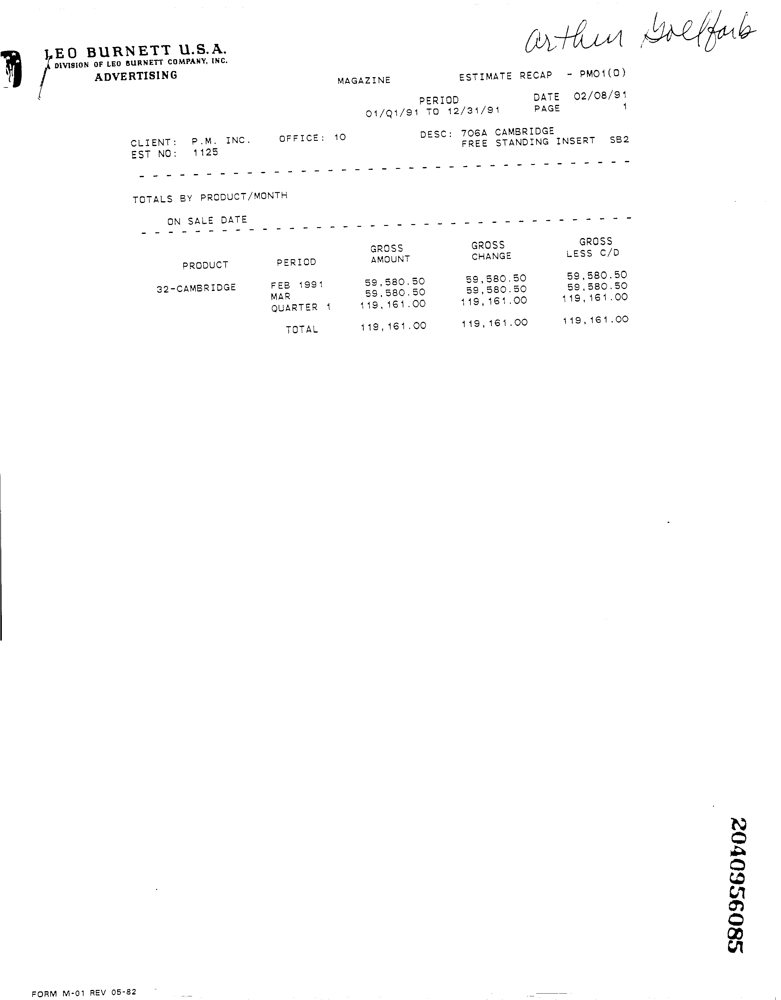 arthur Goldfarb
LEO BURNETT U.S.A.
A DIVISION OF LEO BURNETT COMPANY, INC.
ADVERTISING
MAGAZINE ESTIMATE RECAP - PM01(D)
PERIOD DATE 02/08/91
01/01/91 TO 12/31/91 PAGE 1
CLIENT: P.M. INC. OFFICE: 10 DESC: 706A CAMBRIDGE
EST NO: 1125 FREE STANDING INSERT SB2
TOTALS BY PRODUCT/MONTH
ON SALE DATE
GROSS GROSS GROSS
PRODUCT PERIOD AMOUNT CHANGE LESS C/D
32-CAMBRIDGE FEB 1991 59,580.50 59,580.50 59,580.50
MAR 59,580.50 59,580.50 59,580.50
QUARTER 1 119,161.00 119,161.00 119,161.00
TOTAL 119,161.00 119,161.00 119,161.00
2040956085
FORM M-01 REV 05-82